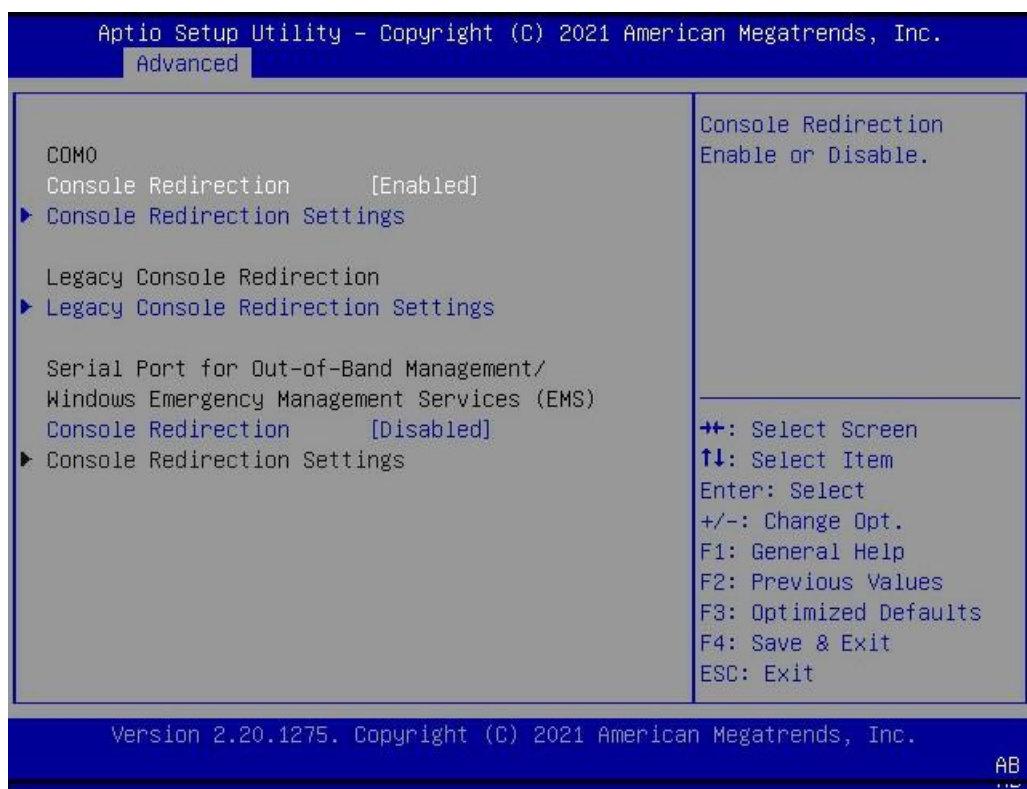 Aptio Setup Utility – Copyright (C) 2021 American Megatrends, Inc.
Advanced
COM0
Console Redirection [Enabled]
▶ Console Redirection Settings
Legacy Console Redirection
▶ Legacy Console Redirection Settings
Serial Port for Out-of-Band Management/
Windows Emergency Management Services (EMS)
Console Redirection [Disabled]
▶ Console Redirection Settings
Console Redirection
Enable or Disable.
→←: Select Screen
↑↓: Select Item
Enter: Select
+/-: Change Opt.
F1: General Help
F2: Previous Values
F3: Optimized Defaults
F4: Save & Exit
ESC: Exit
Version 2.20.1275. Copyright (C) 2021 American Megatrends, Inc.
AB